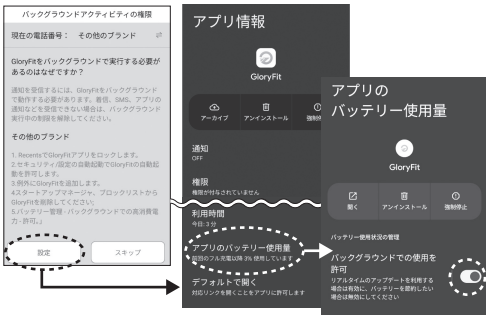 バックグラウンドアクティビティの権限
現在の電話番号： その他のブランド
GloryFitをバックグラウンドで実行する必要が
あるのはなぜですか？
通知を受信するには、GloryFitをバックグラウンド
で動作する必要があります。着信、SMS、アプリの
通知などを受信できない場合は、バックグラウンド
実行中の制限を解除してください。
その他のブランド
1. RecentsでGloryFitアプリをロックします。
2.セキュリティ/設定の自動起動でGloryFitの自動起
動を許可します。
3.例外にGloryFitを追加します。
4.スタートアップマネージャ、ブロックリストから
GloryFitを削除してください;
5.バッテリー管理 - バックグラウンドでの高消費電
力 - 許可。」
設定
スキップ
アプリ情報
GloryFit
アーカイブ
アンインストール
強制停
通知
OFF
権限
権限が付与されていません
利用時間
今日: 3 分
アプリのバッテリー使用量
前回のフル充電以降 3% 使用しています
デフォルトで開く
対応リンクを開くことをアプリに許可します
アプリの
バッテリー使用量
GloryFit
開く
アンインストール
強制停止
バッテリー使用状況の管理
バックグラウンドでの使用を
許可
リアルタイムのアップデートを利用する
場合は有効に、バッテリーを節約したい
場合は無効にしてください